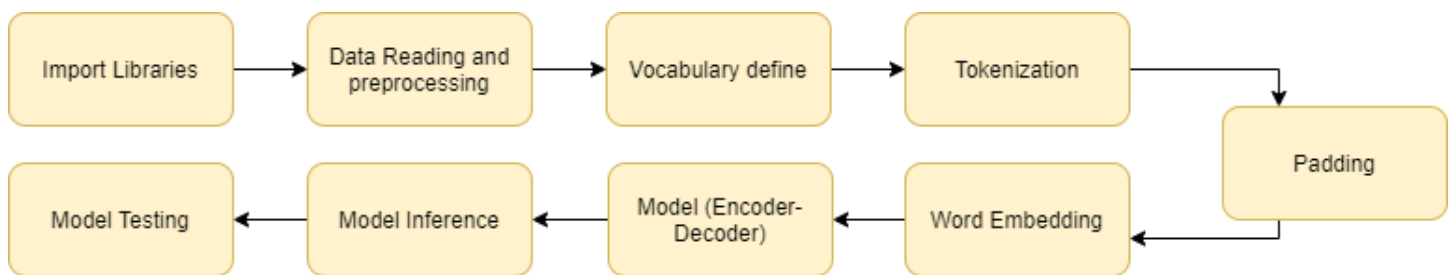 Import Libraries
Data Reading and
preprocessing
Vocabulary define
Tokenization
Padding
Word Embedding
Model (Encoder-
Decoder)
Model Inference
Model Testing